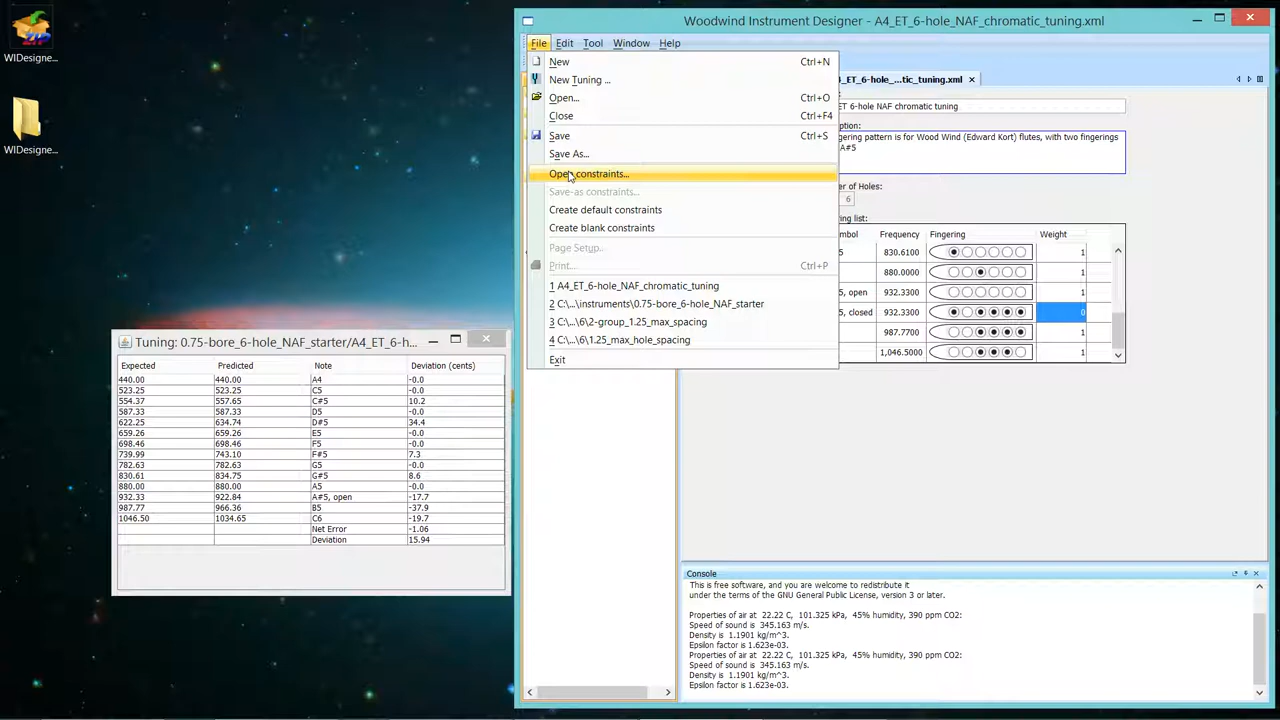 WIDesigne...
WIDesigne...
Woodwind Instrument Designer - A4_ET_6-hole_NAF_chromatic_tuning.xml
File Edit Tool Window Help
New Ctrl+N
New Tuning ...
Open... Ctrl+O
Close Ctrl+F4
Save Ctrl+S
Save As...
Open constraints...
Save-as constraints...
Create default constraints
Create blank constraints
Page Setup...
Print... Ctrl+P
1 A4_ET_6-hole_NAF_chromatic_tuning
2 C:\...\instruments\0.75-bore_6-hole_NAF_starter
3 C:\...\6\2-group_1.25_max_spacing
4 C:\...\6\1.25_max_hole_spacing
Exit
_ET_6-hole_...tic_tuning.xml
ET 6-hole NAF chromatic tuning
ption:
gering pattern is for Wood Wind (Edward Kort) flutes, with two fingerings
A#5
er of Holes:
6
ring list:
mbol Frequency Fingering Weight
5 830.6100 1
880.0000 1
5, open 932.3300 1
5, closed 932.3300 0
987.7700 1
1,046.5000 1
Tuning: 0.75-bore_6-hole_NAF_starter/A4_ET_6-h...
Expected Predicted Note Deviation (cents)
440.00 440.00 A4 -0.0
523.25 523.25 C5 -0.0
554.37 557.65 C#5 10.2
587.33 587.33 D5 -0.0
622.25 634.74 D#5 34.4
659.26 659.26 E5 -0.0
698.46 698.46 F5 -0.0
739.99 743.10 F#5 7.3
782.63 782.63 G5 -0.0
830.61 834.75 G#5 8.6
880.00 880.00 A5 -0.0
932.33 922.84 A#5, open -17.7
987.77 966.36 B5 -37.9
1046.50 1034.65 C6 -19.7
Net Error -1.06
Deviation 15.94
Console
This is free software, and you are welcome to redistribute it
under the terms of the GNU General Public License, version 3 or later.
Properties of air at 22.22 C, 101.325 kPa, 45% humidity, 390 ppm CO2:
Speed of sound is 345.163 m/s.
Density is 1.1901 kg/m^3.
Epsilon factor is 1.623e-03.
Properties of air at 22.22 C, 101.325 kPa, 45% humidity, 390 ppm CO2:
Speed of sound is 345.163 m/s.
Density is 1.1901 kg/m^3.
Epsilon factor is 1.623e-03.